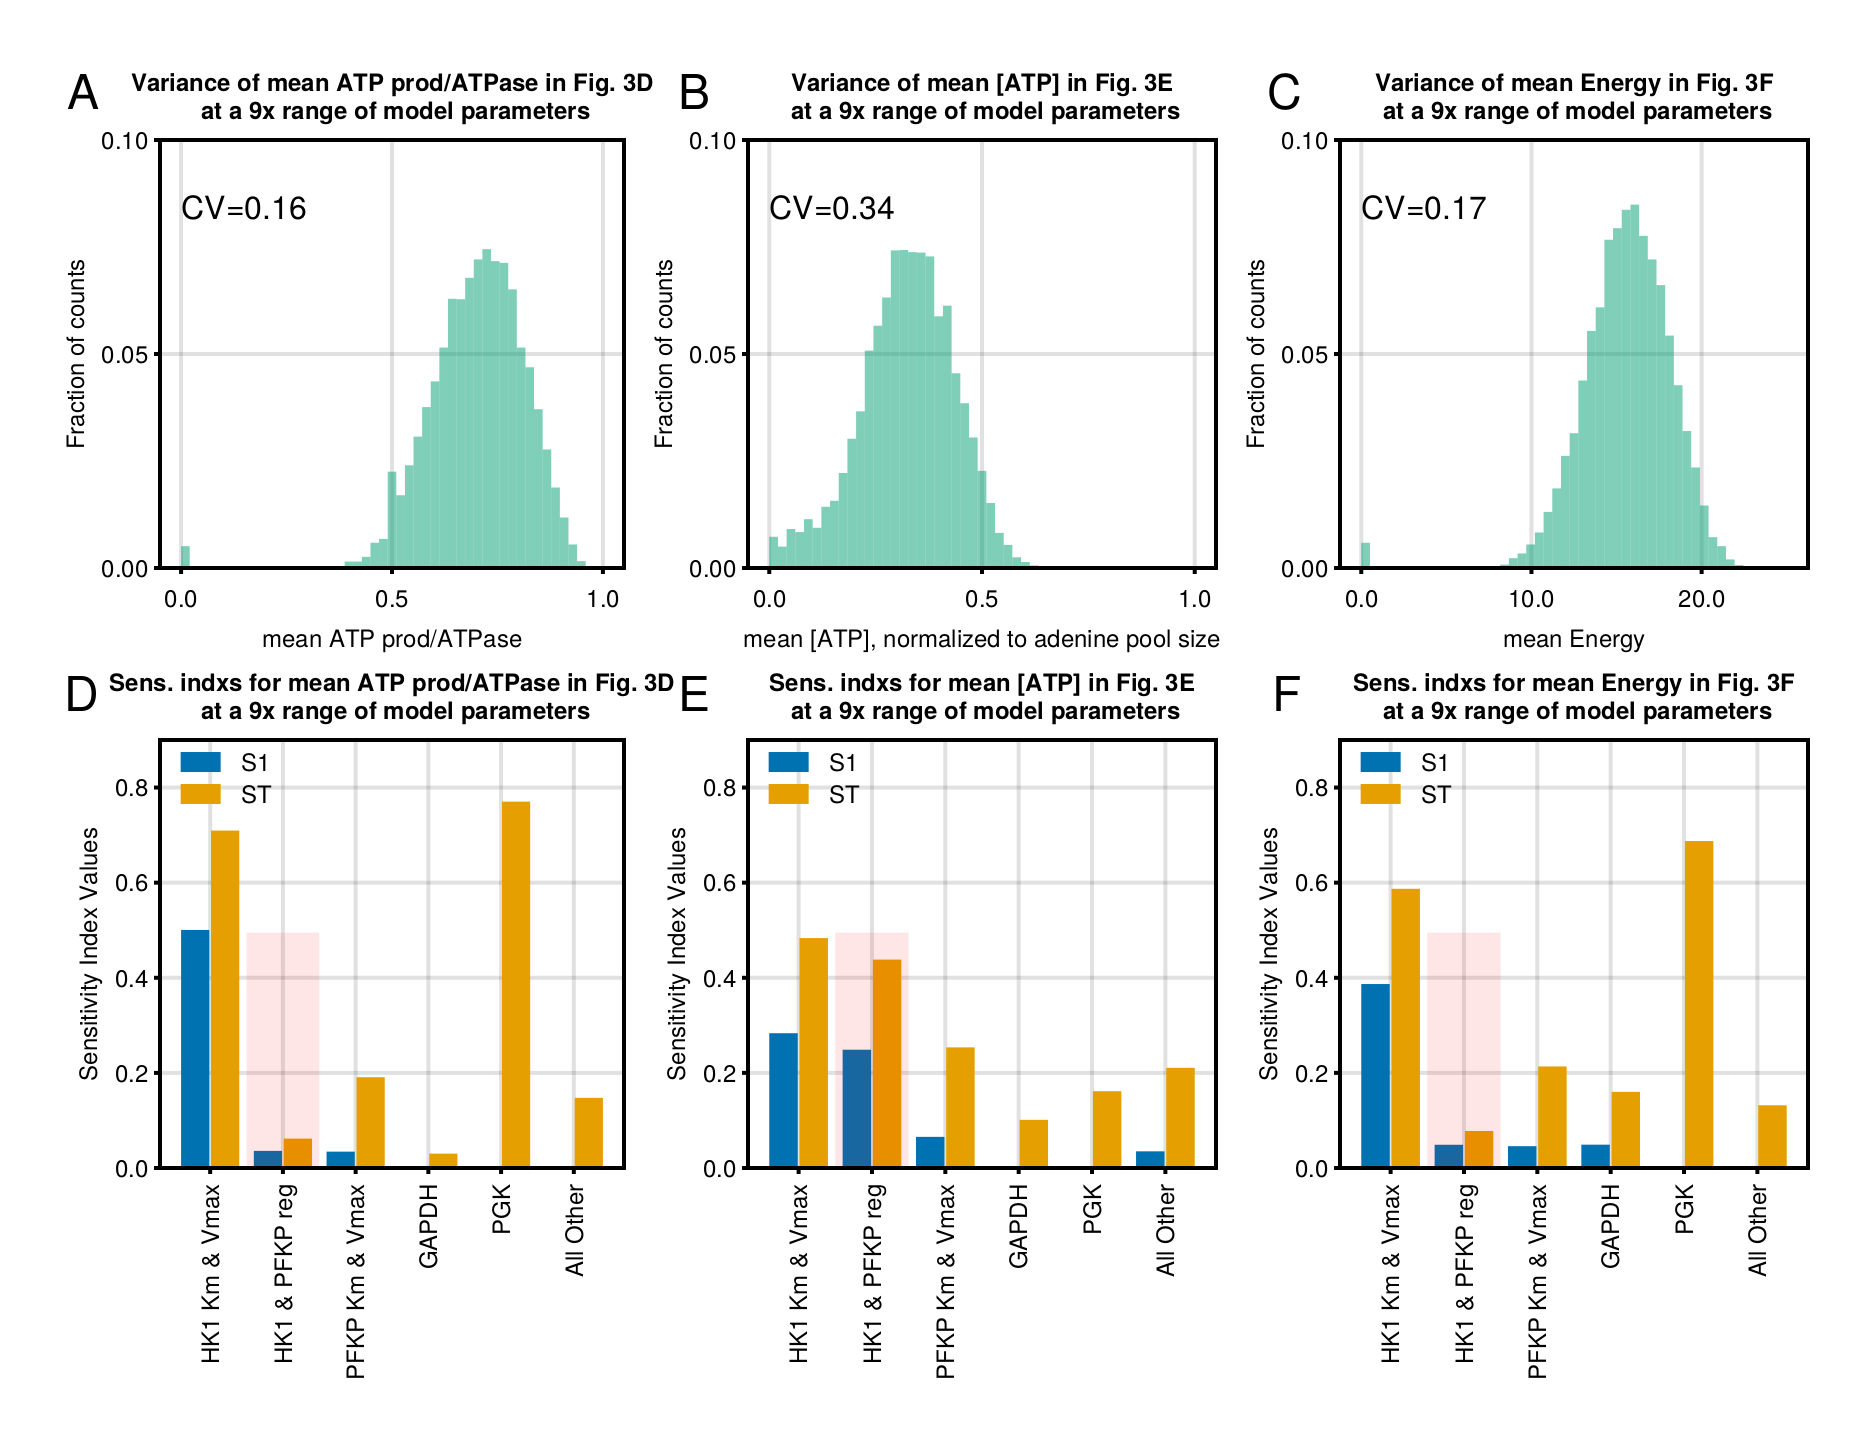 A
Variance of mean ATP prod/ATPase in Fig. 3D
at a 9x range of model parameters
CV=0.16
Fraction of counts
0.10
0.05
0.00
0.0 0.5 1.0
mean ATP prod/ATPase
B
Variance of mean [ATP] in Fig. 3E
at a 9x range of model parameters
CV=0.34
Fraction of counts
0.10
0.05
0.00
0.0 0.5 1.0
mean [ATP], normalized to adenine pool size
C
Variance of mean Energy in Fig. 3F
at a 9x range of model parameters
CV=0.17
Fraction of counts
0.10
0.05
0.00
0.0 10.0 20.0
mean Energy
D
Sens. indxs for mean ATP prod/ATPase in Fig. 3D
at a 9x range of model parameters
S1
ST
Sensitivity Index Values
0.8
0.6
0.4
0.2
0.0
HK1 Km & Vmax
HK1 & PFKP reg
PFKP Km & Vmax
GAPDH
PGK
All Other
E
Sens. indxs for mean [ATP] in Fig. 3E
at a 9x range of model parameters
S1
ST
Sensitivity Index Values
0.8
0.6
0.4
0.2
0.0
HK1 Km & Vmax
HK1 & PFKP reg
PFKP Km & Vmax
GAPDH
PGK
All Other
F
Sens. indxs for mean Energy in Fig. 3F
at a 9x range of model parameters
S1
ST
Sensitivity Index Values
0.8
0.6
0.4
0.2
0.0
HK1 Km & Vmax
HK1 & PFKP reg
PFKP Km & Vmax
GAPDH
PGK
All Other